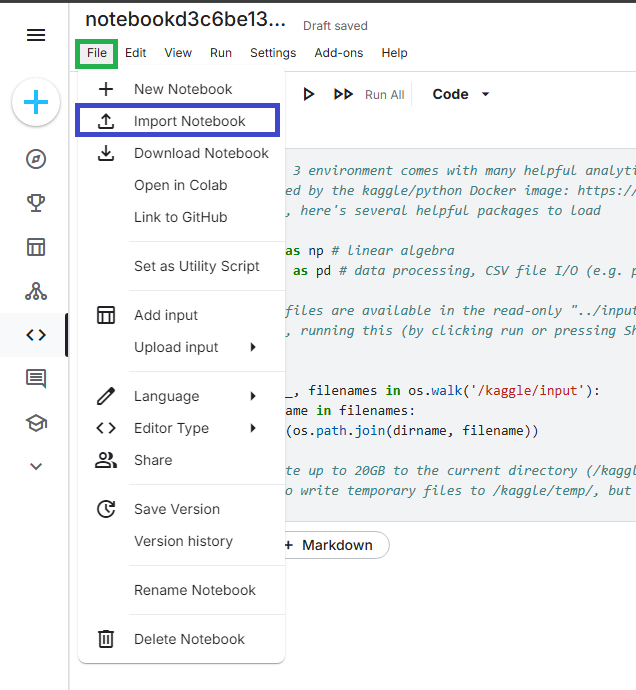 notebookd3c6be13...
Draft saved
File Edit View Run Settings Add-ons Help
New Notebook
Import Notebook
Download Notebook
Open in Colab
Link to GitHub
Set as Utility Script
Add input
Upload input
Language
Editor Type
Share
Save Version
Version history
Rename Notebook
Delete Notebook
Run All
Code
3 environment comes with many helpful analyti
ed by the kaggle/python Docker image: https://
, here's several helpful packages to load
as np # linear algebra
as pd # data processing, CSV file I/O (e.g. p
files are available in the read-only "../input
, running this (by clicking run or pressing Sh
_, filenames in os.walk('/kaggle/input'):
ame in filenames:
(os.path.join(dirname, filename))
te up to 20GB to the current directory (/kaggl
o write temporary files to /kaggle/temp/, but
+ Markdown